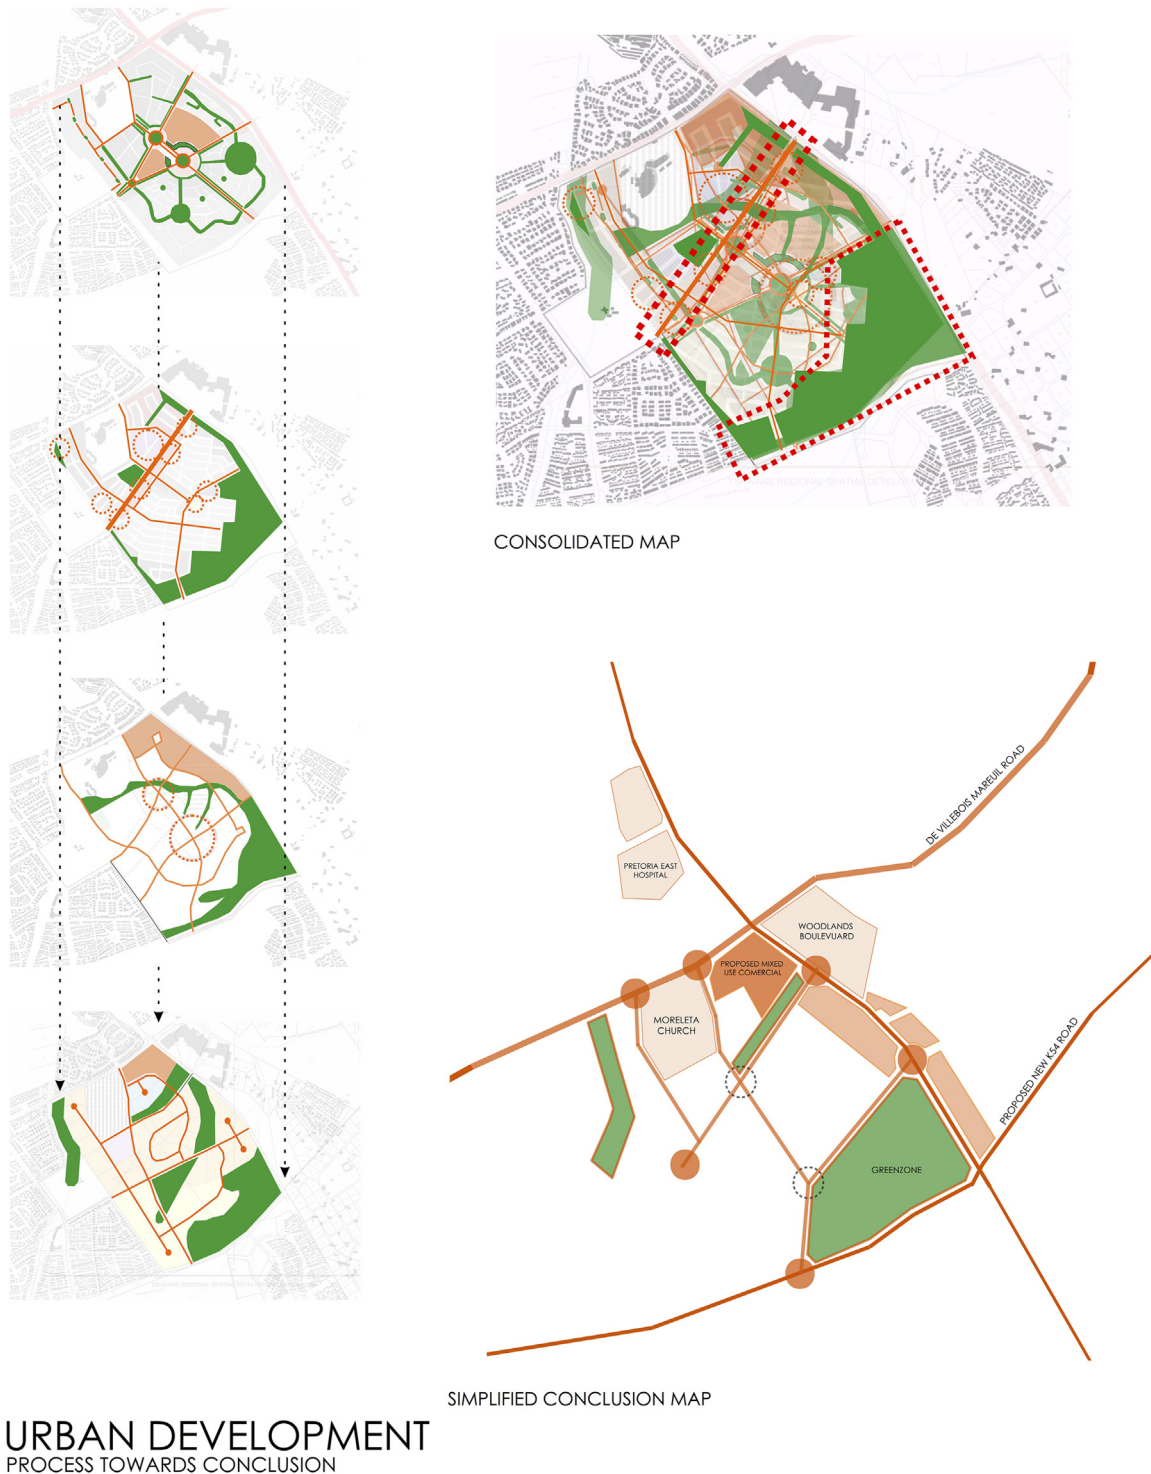 CONSOLIDATED MAP
DE VILLEBOIS MAREUIL ROAD
PRETORIA EAST
HOSPITAL
WOODLANDS
BOULEVUARD
PROPOSED MIXED
USE COMERCIAL
MORELETA
CHURCH
PROPOSED NEW K54 ROAD
GREENZONE
SIMPLIFIED CONCLUSION MAP
URBAN DEVELOPMENT
PROCESS TOWARDS CONCLUSION